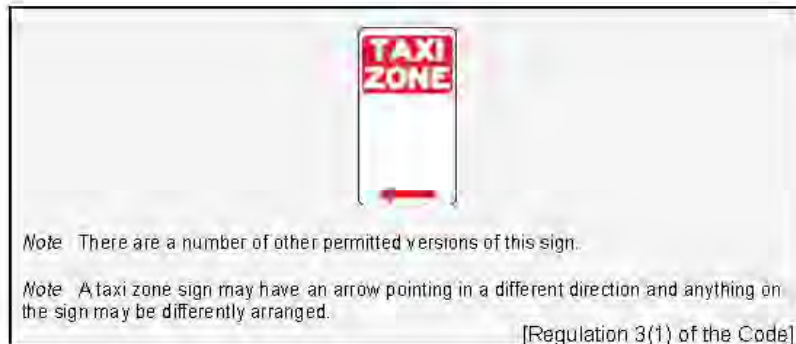 TAXI
ZONE
Note There are a number of other permitted versions of this sign.
Note A taxi zone sign may have an arrow pointing in a different direction and anything on
the sign may be differently arranged.
[Regulation 3(1) of the Code]